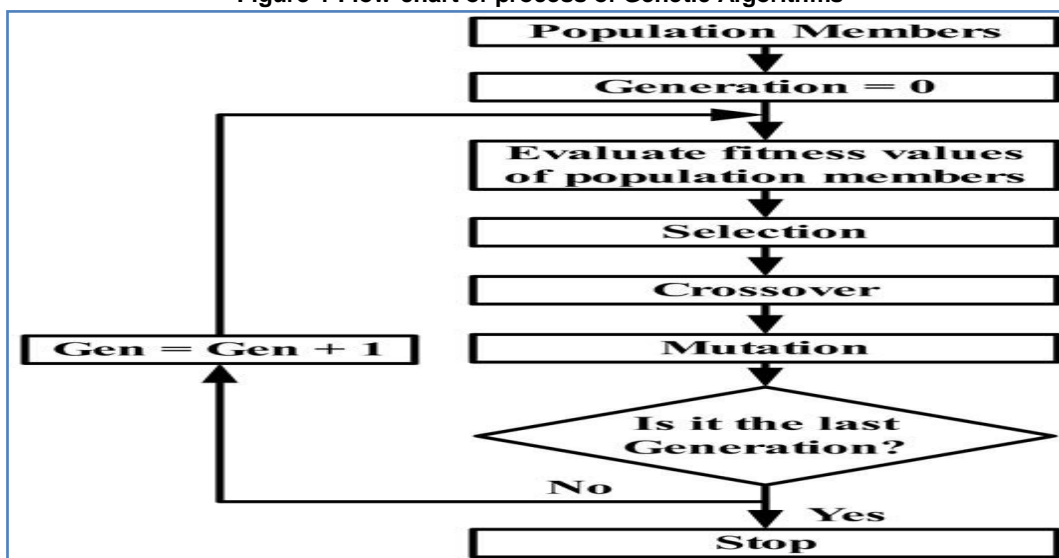 Figure 1 Flow chart of process of Genetic Algorithms
Population Members
Generation = 0
Evaluate fitness values
of population members
Selection
Crossover
Mutation
Gen = Gen + 1
Is it the last
Generation?
No
Yes
Stop